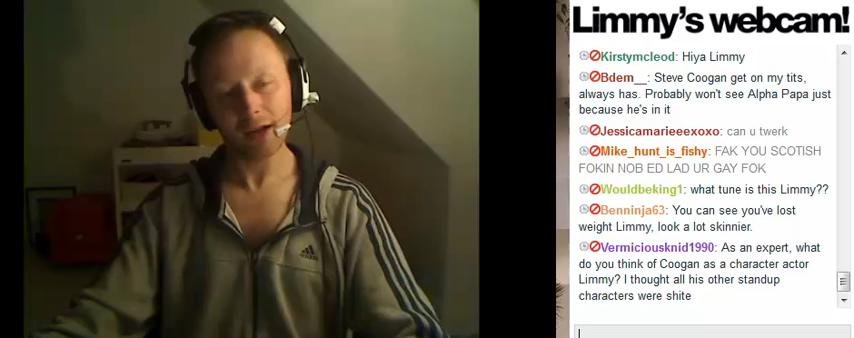 Limmy's webcam!
Kirstymcleod: Hiya Limmy
Bdem__: Steve Coogan get on my tits,
always has. Probably won't see Alpha Papa just
because he's in it
Jessicamarieeexoxo: can u twerk
Mike_hunt_is_fishy: FAK YOU SCOTISH
FOKIN NOB ED LAD UR GAY FOK
Wouldbeking1: what tune is this Limmy??
Benninja63: You can see you've lost
weight Limmy, look a lot skinnier.
Vermiciousknid1990: As an expert, what
do you think of Coogan as a character actor
Limmy? I thought all his other standup
characters were shite
adidas